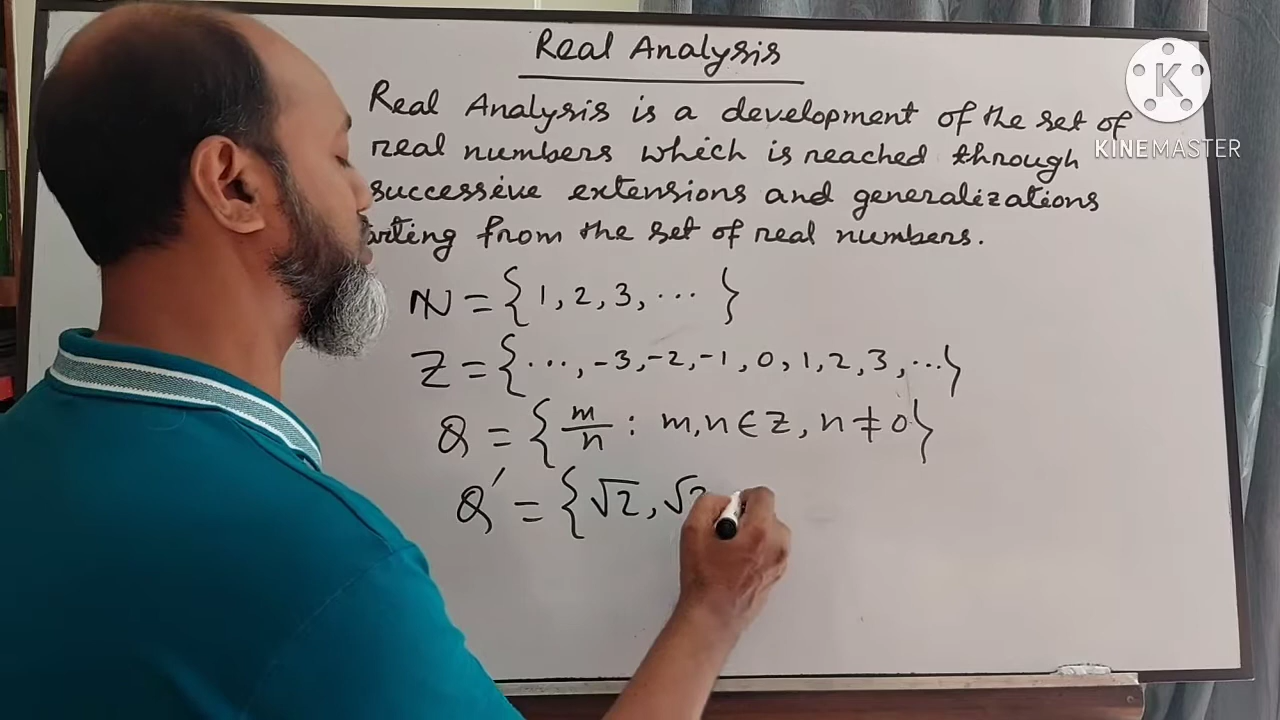 Real Analysis
Real Analysis is a development of the set of
real numbers which is reached through
successive extensions and generalizations
from the set of real numbers.
N = { 1, 2, 3, ... }
Z = { ..., -3, -2, -1, 0, 1, 2, 3, ... }
Q = { m/n : m, n ∈ Z, n ≠ 0 }
Q' = { √2, √
K
KINEMASTER